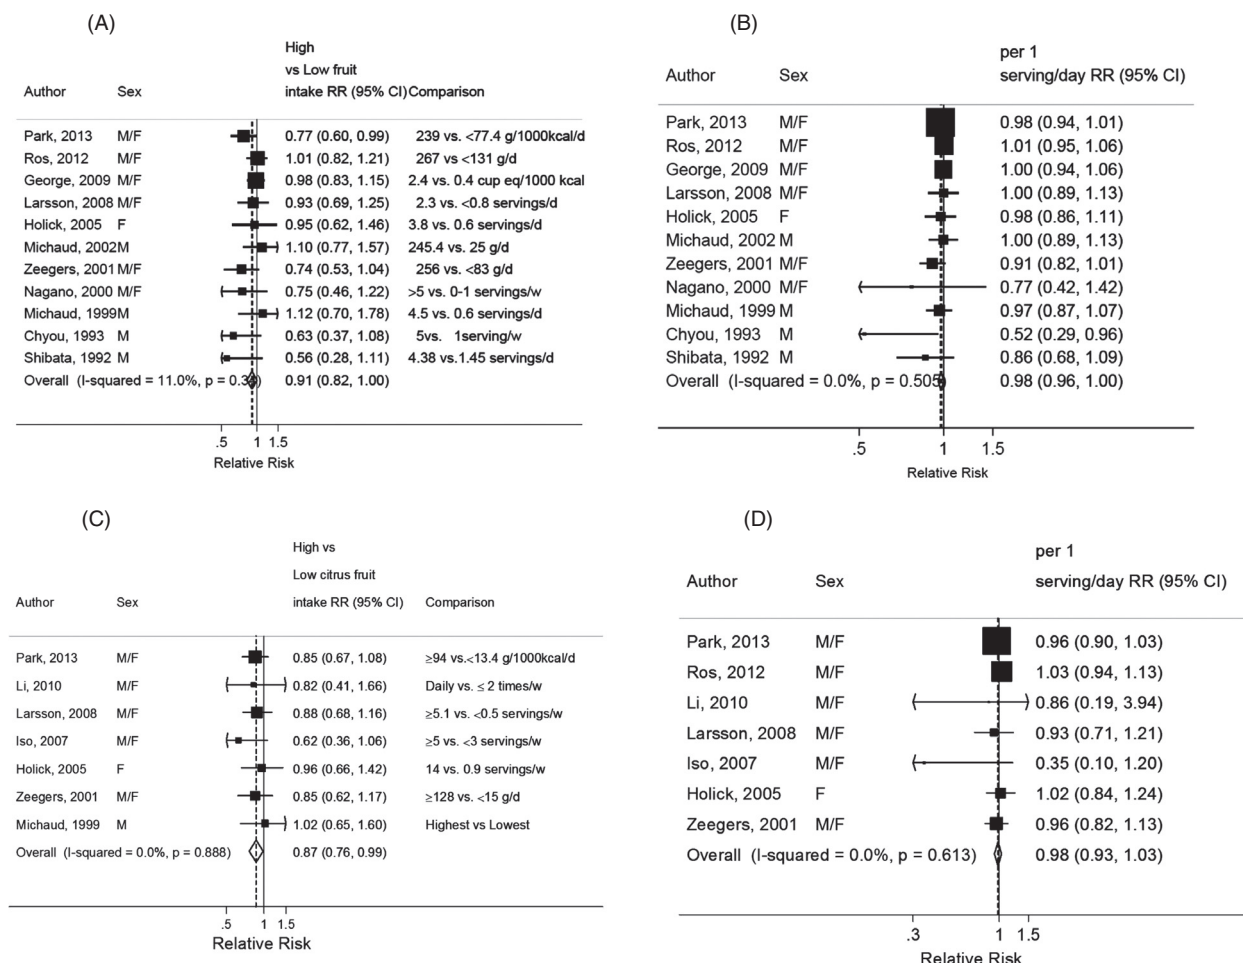 (A)
High
vs Low fruit
Author Sex intake RR (95% CI) Comparison
Park, 2013 M/F 0.77 (0.60, 0.99) 239 vs. <77.4 g/1000kcal/d
Ros, 2012 M/F 1.01 (0.82, 1.21) 267 vs <131 g/d
George, 2009 M/F 0.98 (0.83, 1.15) 2.4 vs. 0.4 cup eq/1000 kcal
Larsson, 2008 M/F 0.93 (0.69, 1.25) 2.3 vs. <0.8 servings/d
Holick, 2005 F 0.95 (0.62, 1.46) 3.8 vs. 0.6 servings/d
Michaud, 2002 M 1.10 (0.77, 1.57) 245.4 vs. 25 g/d
Zeegers, 2001 M/F 0.74 (0.53, 1.04) 256 vs. <83 g/d
Nagano, 2000 M/F 0.75 (0.46, 1.22) >5 vs. 0-1 servings/w
Michaud, 1999 M 1.12 (0.70, 1.78) 4.5 vs. 0.6 servings/d
Chyou, 1993 M 0.63 (0.37, 1.08) 5vs. 1serving/w
Shibata, 1992 M 0.56 (0.28, 1.11) 4.38 vs.1.45 servings/d
Overall (I-squared = 11.0%, p = 0.3 0.91 (0.82, 1.00)
.5 1 1.5
Relative Risk
(B)
per 1
Author Sex serving/day RR (95% CI)
Park, 2013 M/F 0.98 (0.94, 1.01)
Ros, 2012 M/F 1.01 (0.95, 1.06)
George, 2009 M/F 1.00 (0.94, 1.06)
Larsson, 2008 M/F 1.00 (0.89, 1.13)
Holick, 2005 F 0.98 (0.86, 1.11)
Michaud, 2002 M 1.00 (0.89, 1.13)
Zeegers, 2001 M/F 0.91 (0.82, 1.01)
Nagano, 2000 M/F 0.77 (0.42, 1.42)
Michaud, 1999 M 0.97 (0.87, 1.07)
Chyou, 1993 M 0.52 (0.29, 0.96)
Shibata, 1992 M 0.86 (0.68, 1.09)
Overall (I-squared = 0.0%, p = 0.505) 0.98 (0.96, 1.00)
.5 1 1.5
Relative Risk
(C)
High vs
Low citrus fruit
Author Sex intake RR (95% CI) Comparison
Park, 2013 M/F 0.85 (0.67, 1.08) ≥94 vs.<13.4 g/1000kcal/d
Li, 2010 M/F 0.82 (0.41, 1.66) Daily vs. ≤ 2 times/w
Larsson, 2008 M/F 0.88 (0.68, 1.16) ≥5.1 vs. <0.5 servings/w
Iso, 2007 M/F 0.62 (0.36, 1.06) ≥5 vs. <3 servings/w
Holick, 2005 F 0.96 (0.66, 1.42) 14 vs. 0.9 servings/w
Zeegers, 2001 M/F 0.85 (0.62, 1.17) ≥128 vs. <15 g/d
Michaud, 1999 M 1.02 (0.65, 1.60) Highest vs Lowest
Overall (I-squared = 0.0%, p = 0.888) 0.87 (0.76, 0.99)
.5 1 1.5
Relative Risk
(D)
per 1
Author Sex serving/day RR (95% CI)
Park, 2013 M/F 0.96 (0.90, 1.03)
Ros, 2012 M/F 1.03 (0.94, 1.13)
Li, 2010 M/F 0.86 (0.19, 3.94)
Larsson, 2008 M/F 0.93 (0.71, 1.21)
Iso, 2007 M/F 0.35 (0.10, 1.20)
Holick, 2005 F 1.02 (0.84, 1.24)
Zeegers, 2001 M/F 0.96 (0.82, 1.13)
Overall (I-squared = 0.0%, p = 0.613) 0.98 (0.93, 1.03)
.3 1 1.5
Relative Risk